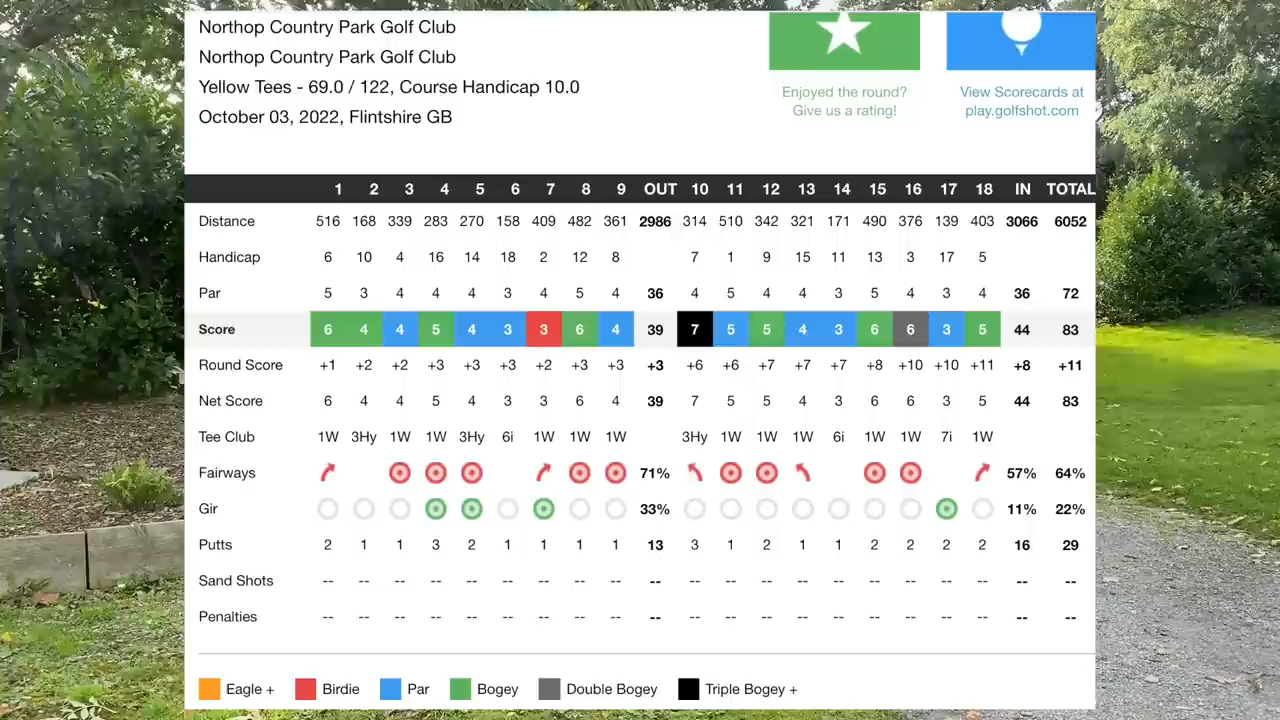 Northop Country Park Golf Club
Northop Country Park Golf Club
Yellow Tees - 69.0 / 122, Course Handicap 10.0
October 03, 2022, Flintshire GB
Enjoyed the round?
Give us a rating!
View Scorecards at
play.golfshot.com
1 2 3 4 5 6 7 8 9 OUT 10 11 12 13 14 15 16 17 18 IN TOTAL
Distance 516 168 339 283 270 158 409 482 361 2986 314 510 342 321 171 490 376 139 403 3066 6052
Handicap 6 10 4 16 14 18 2 12 8 7 1 9 15 11 13 3 17 5
Par 5 3 4 4 4 3 4 5 4 36 4 5 4 4 3 5 4 3 4 36 72
Score 6 4 4 5 4 3 3 6 4 39 7 5 5 4 3 6 6 3 5 44 83
Round Score +1 +2 +2 +3 +3 +3 +2 +3 +3 +3 +6 +6 +7 +7 +7 +8 +10 +10 +11 +8 +11
Net Score 6 4 4 5 4 3 3 6 4 39 7 5 5 4 3 6 6 3 5 44 83
Tee Club 1W 3Hy 1W 1W 3Hy 6i 1W 1W 1W 3Hy 1W 1W 1W 6i 1W 1W 7i 1W
Fairways 71% 57% 64%
Gir 33% 11% 22%
Putts 2 1 1 3 2 1 1 1 1 13 3 1 2 1 1 2 2 2 2 16 29
Sand Shots -- -- -- -- -- -- -- -- -- -- -- -- -- -- -- -- -- -- -- -- --
Penalties -- -- -- -- -- -- -- -- -- -- -- -- -- -- -- -- -- -- -- -- --
Eagle + Birdie Par Bogey Double Bogey Triple Bogey +